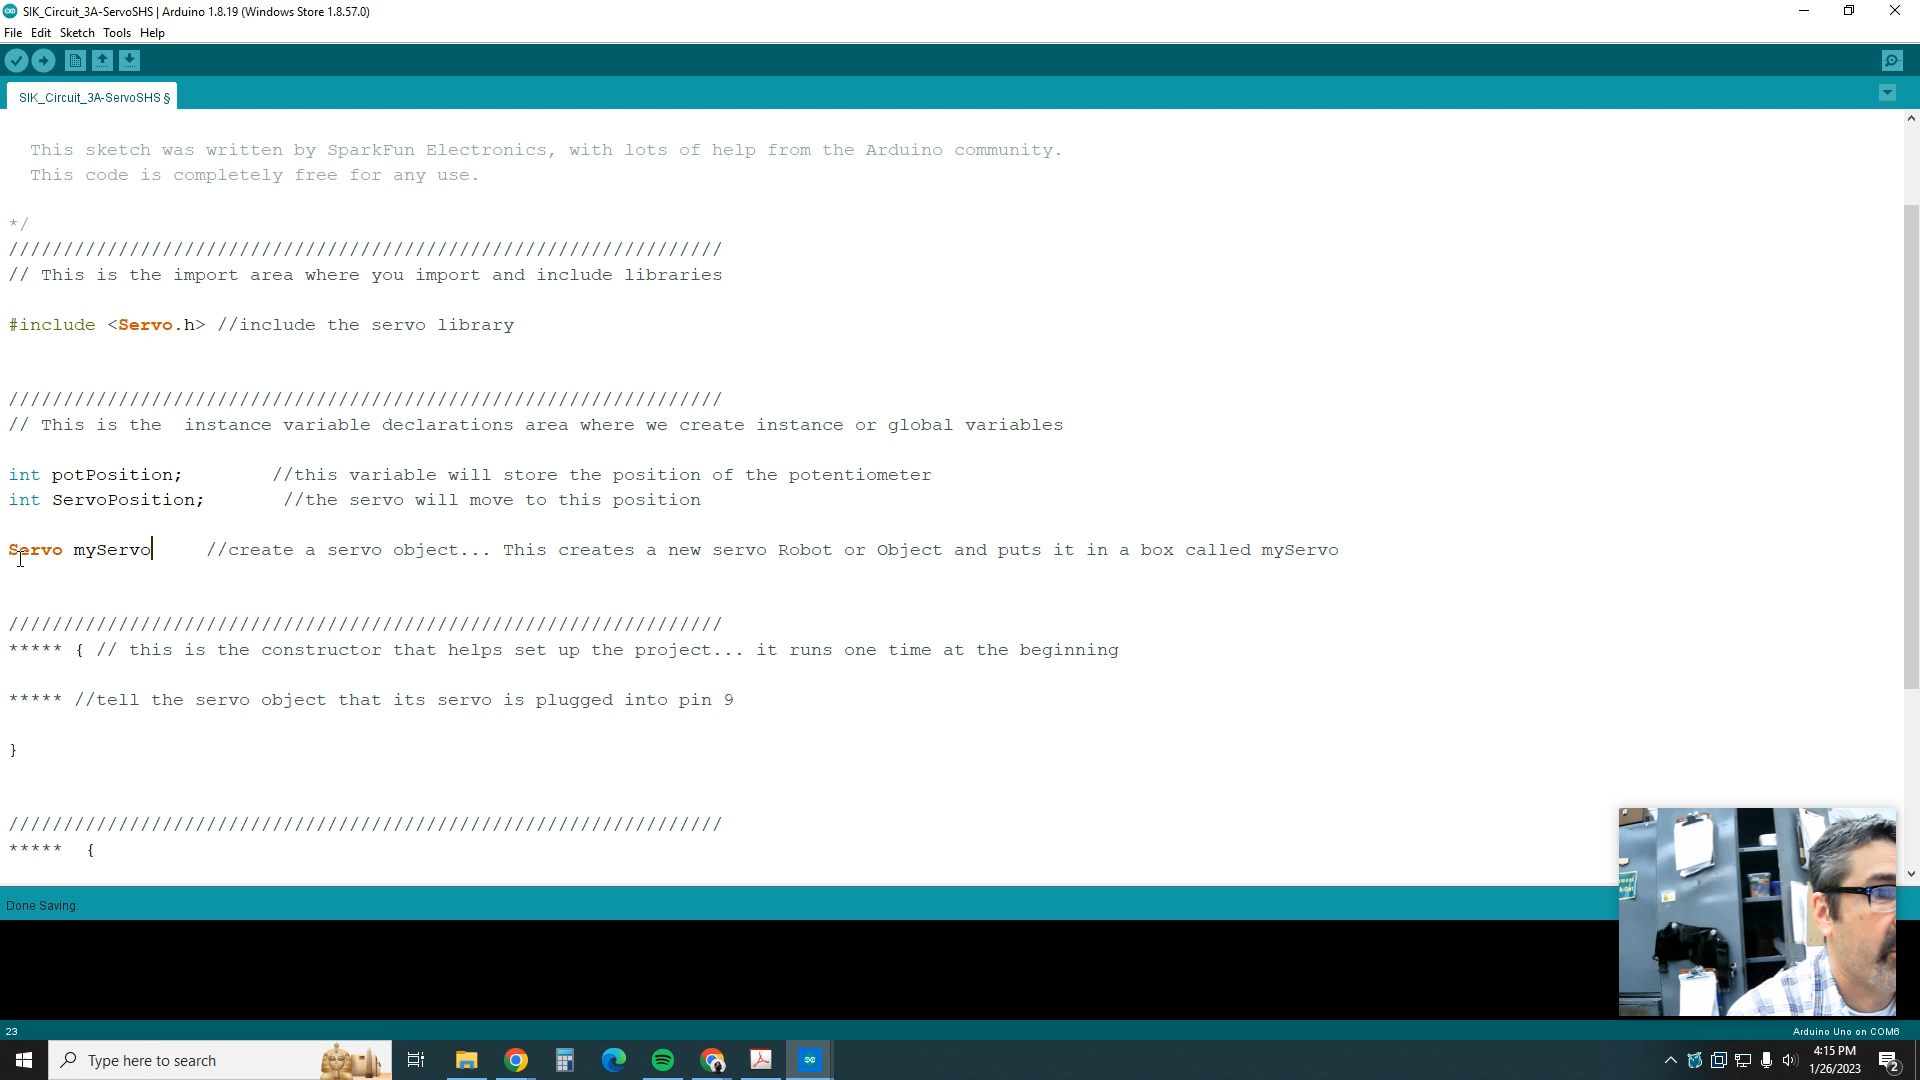 SIK_Circuit_3A-ServoSHS | Arduino 1.8.19 (Windows Store 1.8.57.0)
File Edit Sketch Tools Help
SIK_Circuit_3A-ServoSHS §
This sketch was written by SparkFun Electronics, with lots of help from the Arduino community.
This code is completely free for any use.
*/
/////////////////////////////////////////////////////////////////
// This is the import area where you import and include libraries
#include <Servo.h> //include the servo library
/////////////////////////////////////////////////////////////////
// This is the  instance variable declarations area where we create instance or global variables
int potPosition;        //this variable will store the position of the potentiometer
int ServoPosition;       //the servo will move to this position
Servo myServo     //create a servo object... This creates a new servo Robot or Object and puts it in a box called myServo
/////////////////////////////////////////////////////////////////
***** { // this is the constructor that helps set up the project... it runs one time at the beginning
***** //tell the servo object that its servo is plugged into pin 9
}
/////////////////////////////////////////////////////////////////
*****  {
Done Saving.
23
Arduino Uno on COM6
Type here to search
4:15 PM
1/26/2023
2